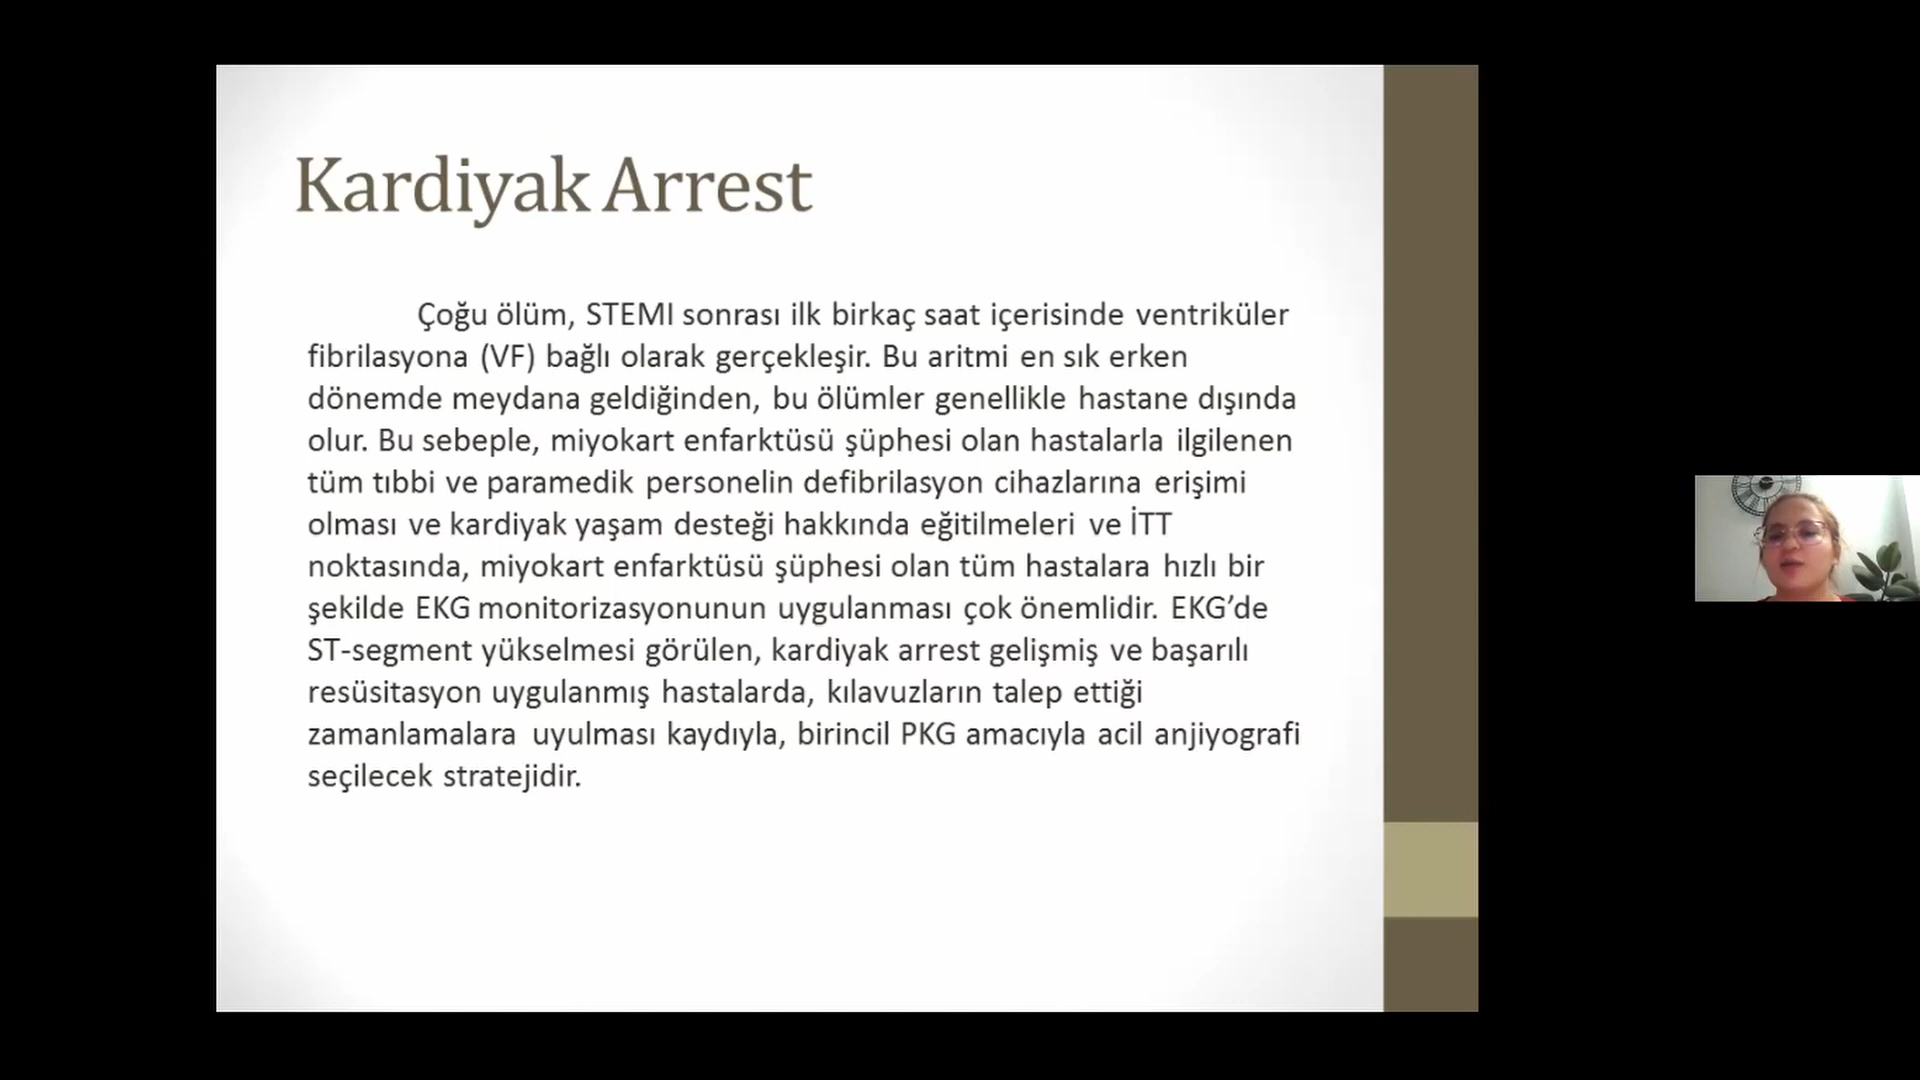 Kardiyak Arrest
Çoğu ölüm, STEMI sonrası ilk birkaç saat içerisinde ventriküler
fibrilasyona (VF) bağlı olarak gerçekleşir. Bu aritmi en sık erken
dönemde meydana geldiğinden, bu ölümler genellikle hastane dışında
olur. Bu sebeple, miyokart enfarktüsü şüphesi olan hastalarla ilgilenen
tüm tıbbi ve paramedik personelin defibrilasyon cihazlarına erişimi
olması ve kardiyak yaşam desteği hakkında eğitilmeleri ve İTT
noktasında, miyokart enfarktüsü şüphesi olan tüm hastalara hızlı bir
şekilde EKG monitorizasyonunun uygulanması çok önemlidir. EKG’de
ST-segment yükselmesi görülen, kardiyak arrest gelişmiş ve başarılı
resüsitasyon uygulanmış hastalarda, kılavuzların talep ettiği
zamanlamalara uyulması kaydıyla, birincil PKG amacıyla acil anjiyografi
seçilecek stratejidir.